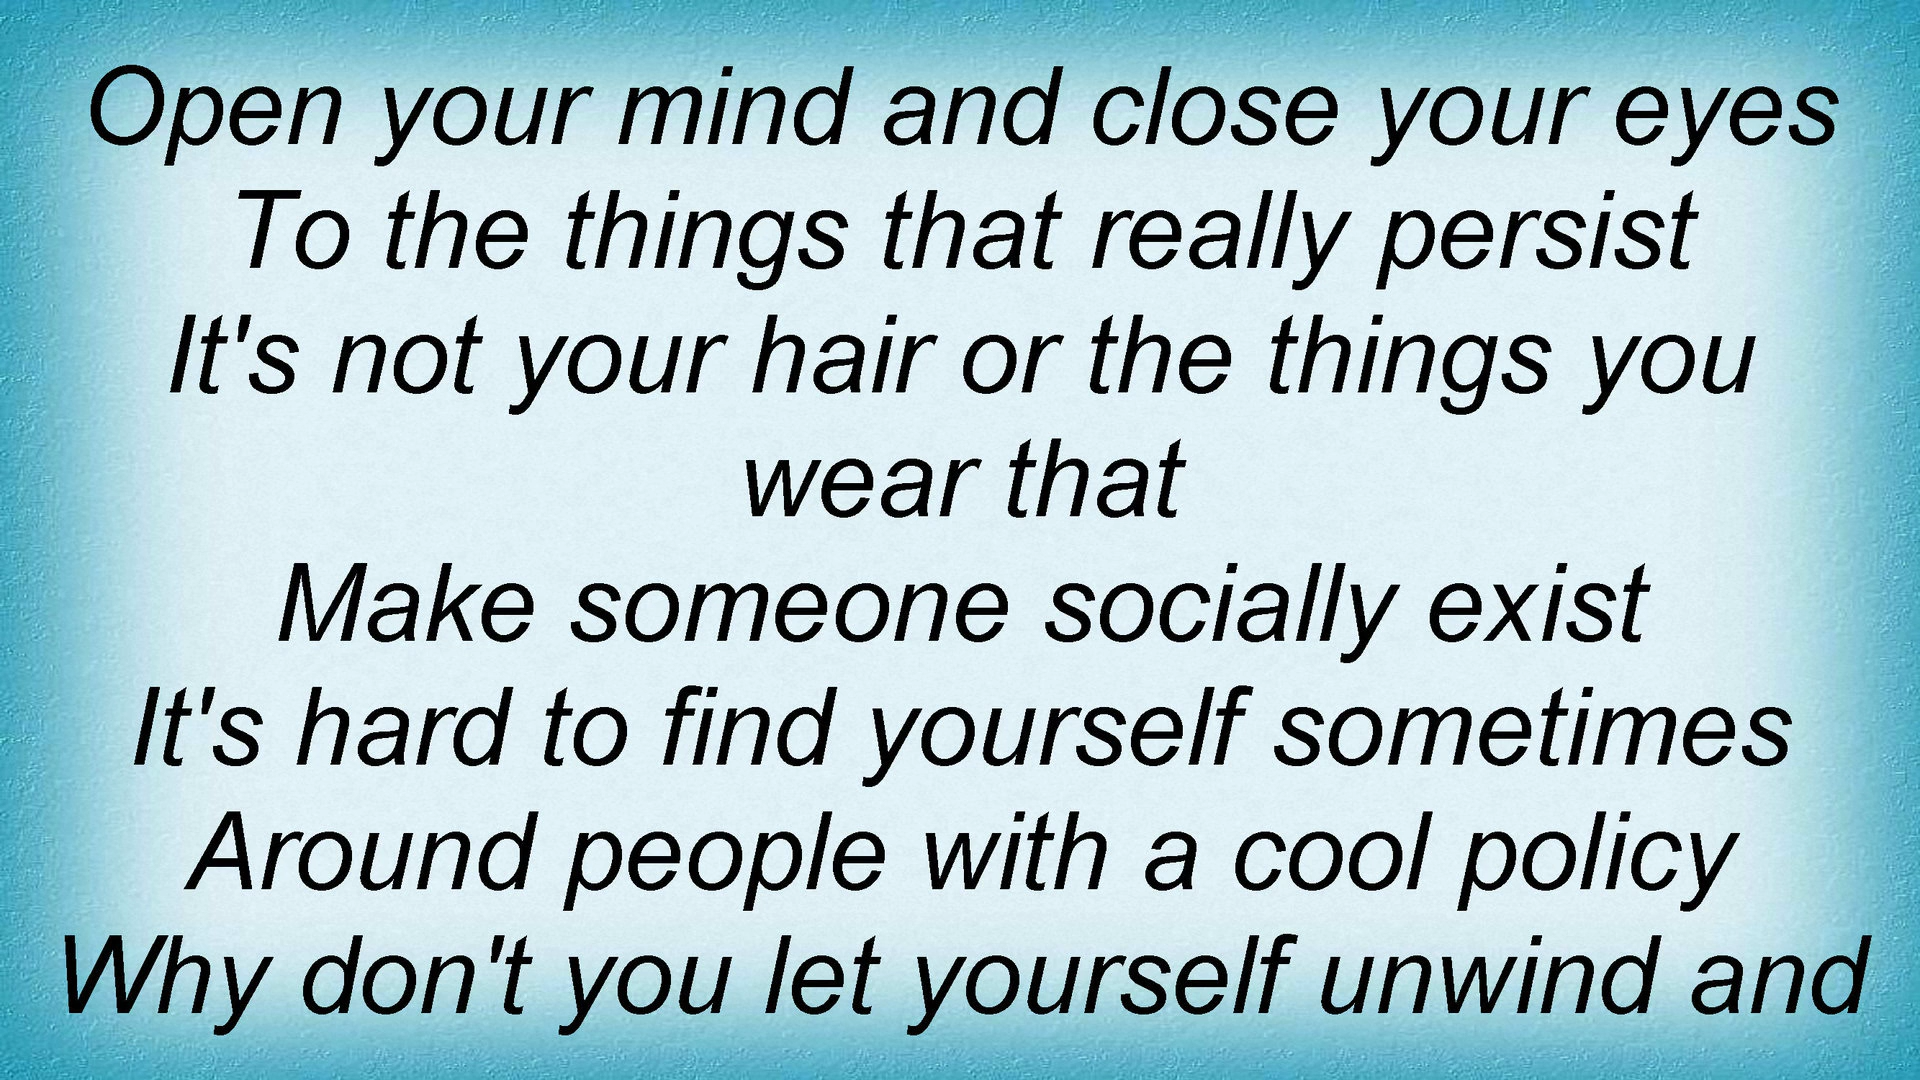 Open your mind and close your eyes
To the things that really persist
It's not your hair or the things you
wear that
Make someone socially exist
It's hard to find yourself sometimes
Around people with a cool policy
Why don't you let yourself unwind and